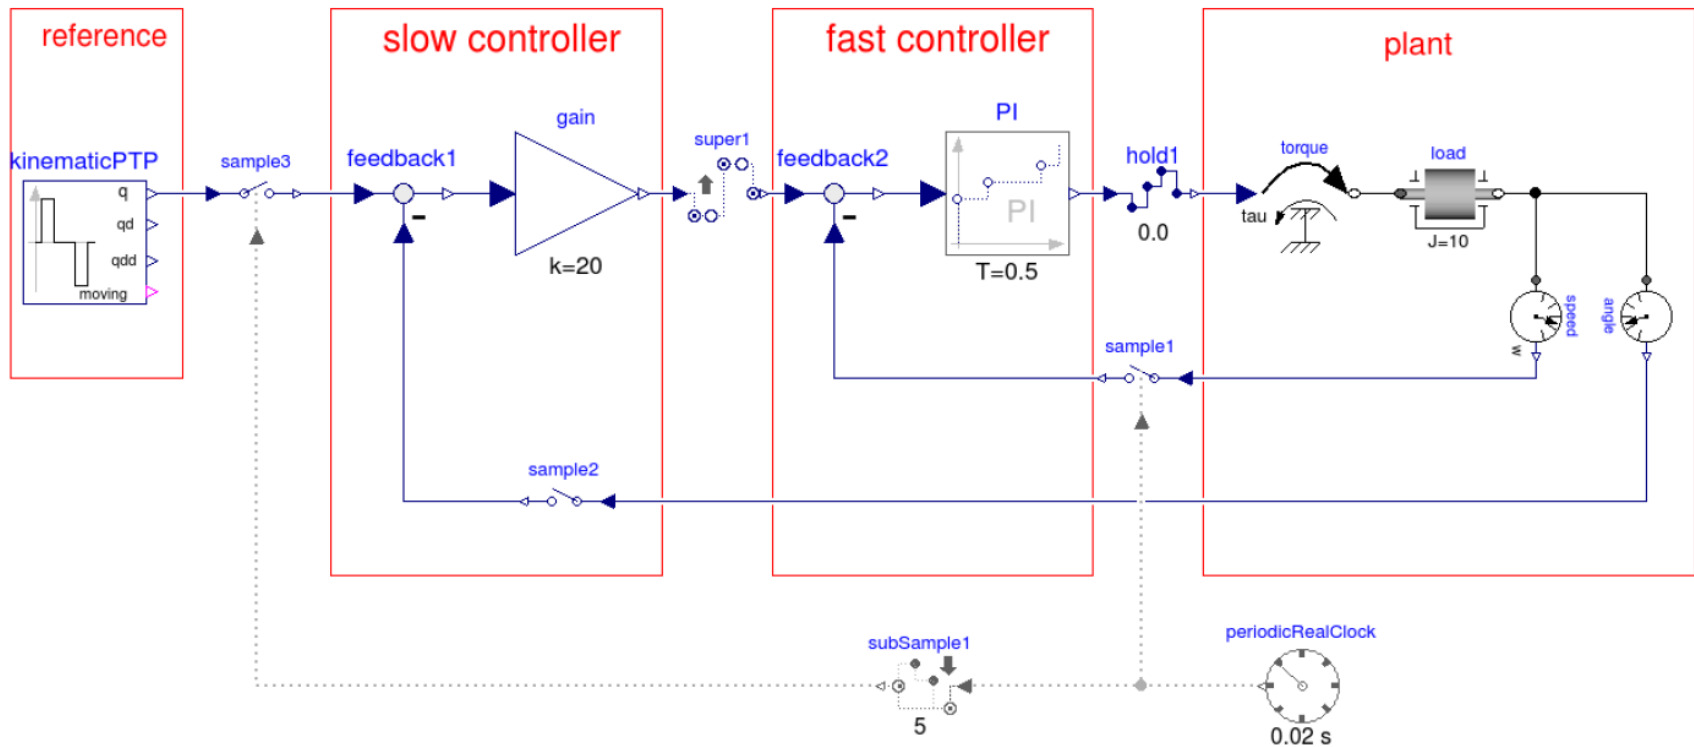 reference
slow controller
fast controller
plant
kinematicPTP
q
qd
qdd
moving
sample3
feedback1
-
gain
k=20
super1
feedback2
-
PI
PI
T=0.5
hold1
0.0
torque
tau
load
J=10
speed
w
angle
sample1
sample2
subSample1
5
periodicRealClock
0.02 s